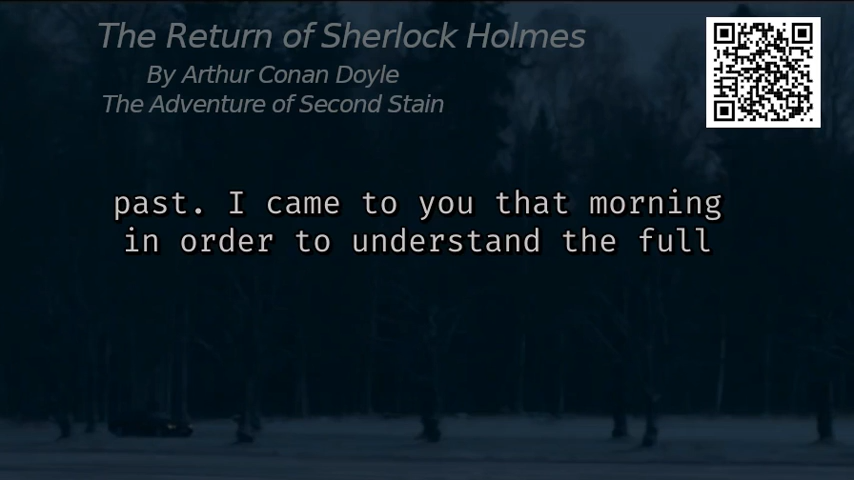 The Return of Sherlock Holmes
By Arthur Conan Doyle
The Adventure of Second Stain
past. I came to you that morning
in order to understand the full